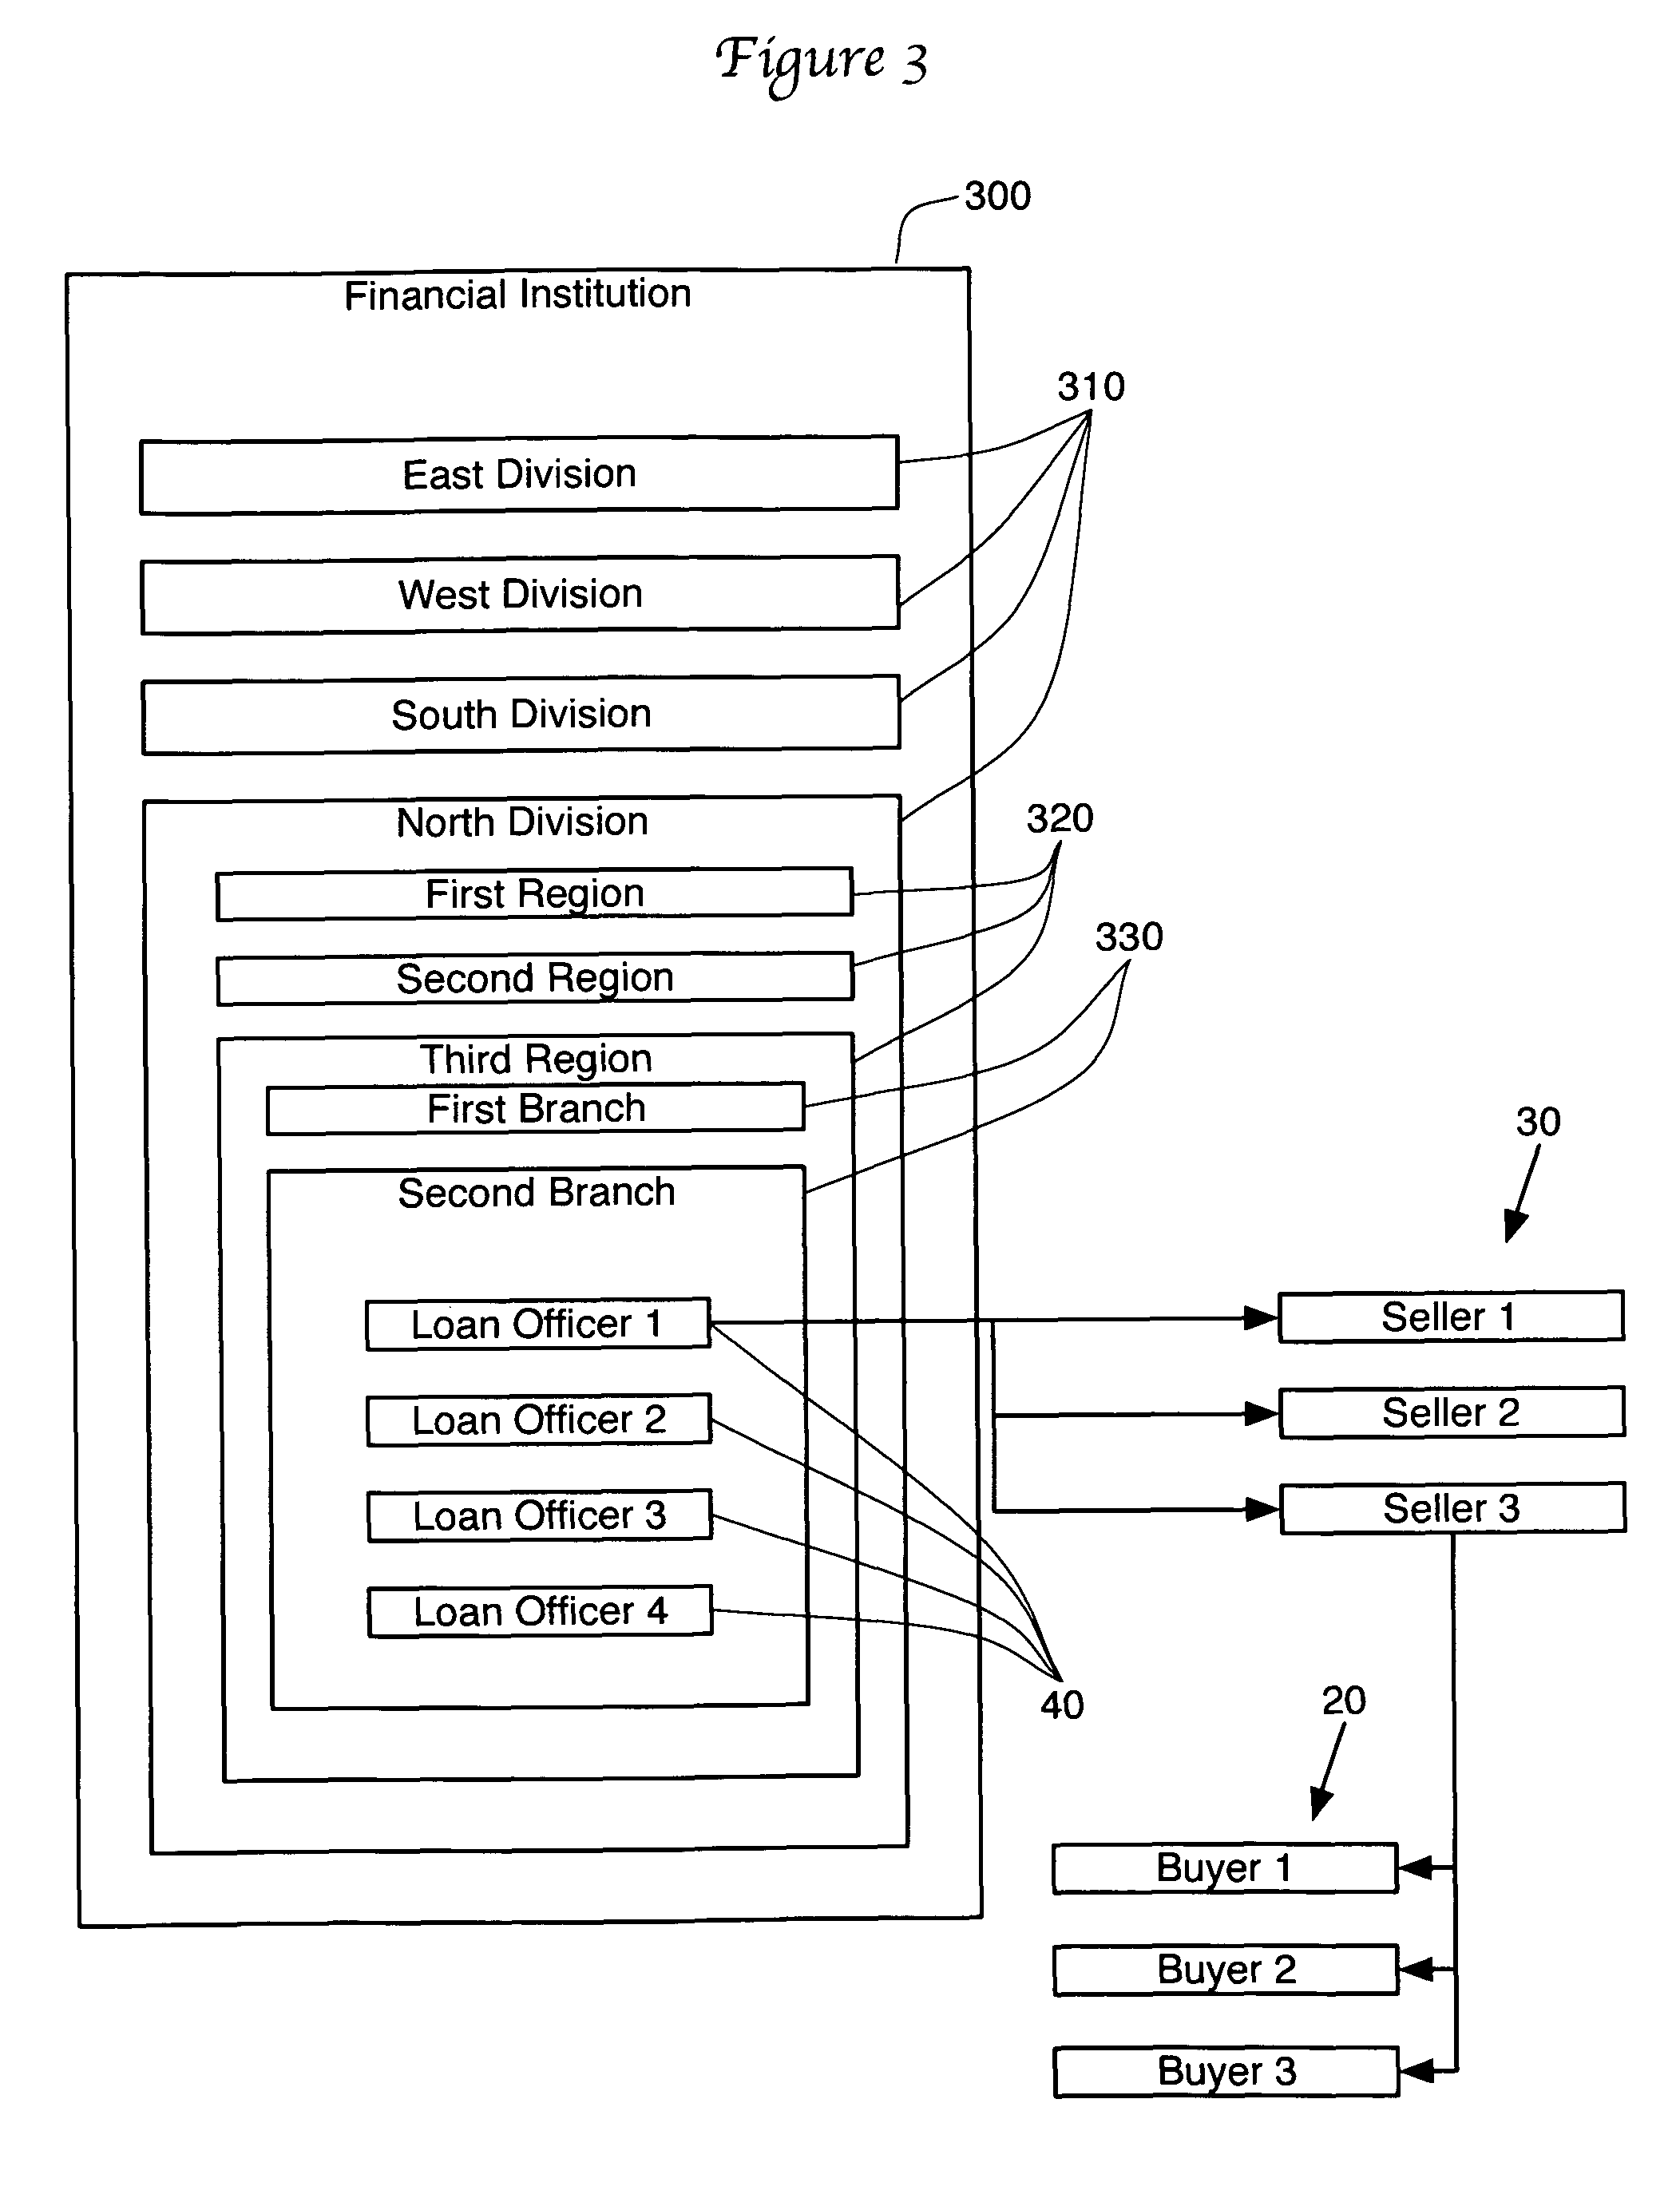 Figure 3
300
Financial Institution
310
East Division
West Division
South Division
North Division
320
First Region
330
Second Region
Third Region
First Branch
30
Second Branch
Loan Officer 1
Seller 1
Loan Officer 2
Seller 2
Loan Officer 3
Seller 3
Loan Officer 4
40
20
Buyer 1
Buyer 2
Buyer 3